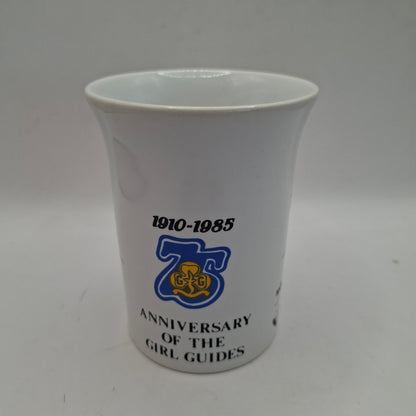 1910-1985
75
G G
ANNIVERSARY
OF THE
GIRL GUIDES